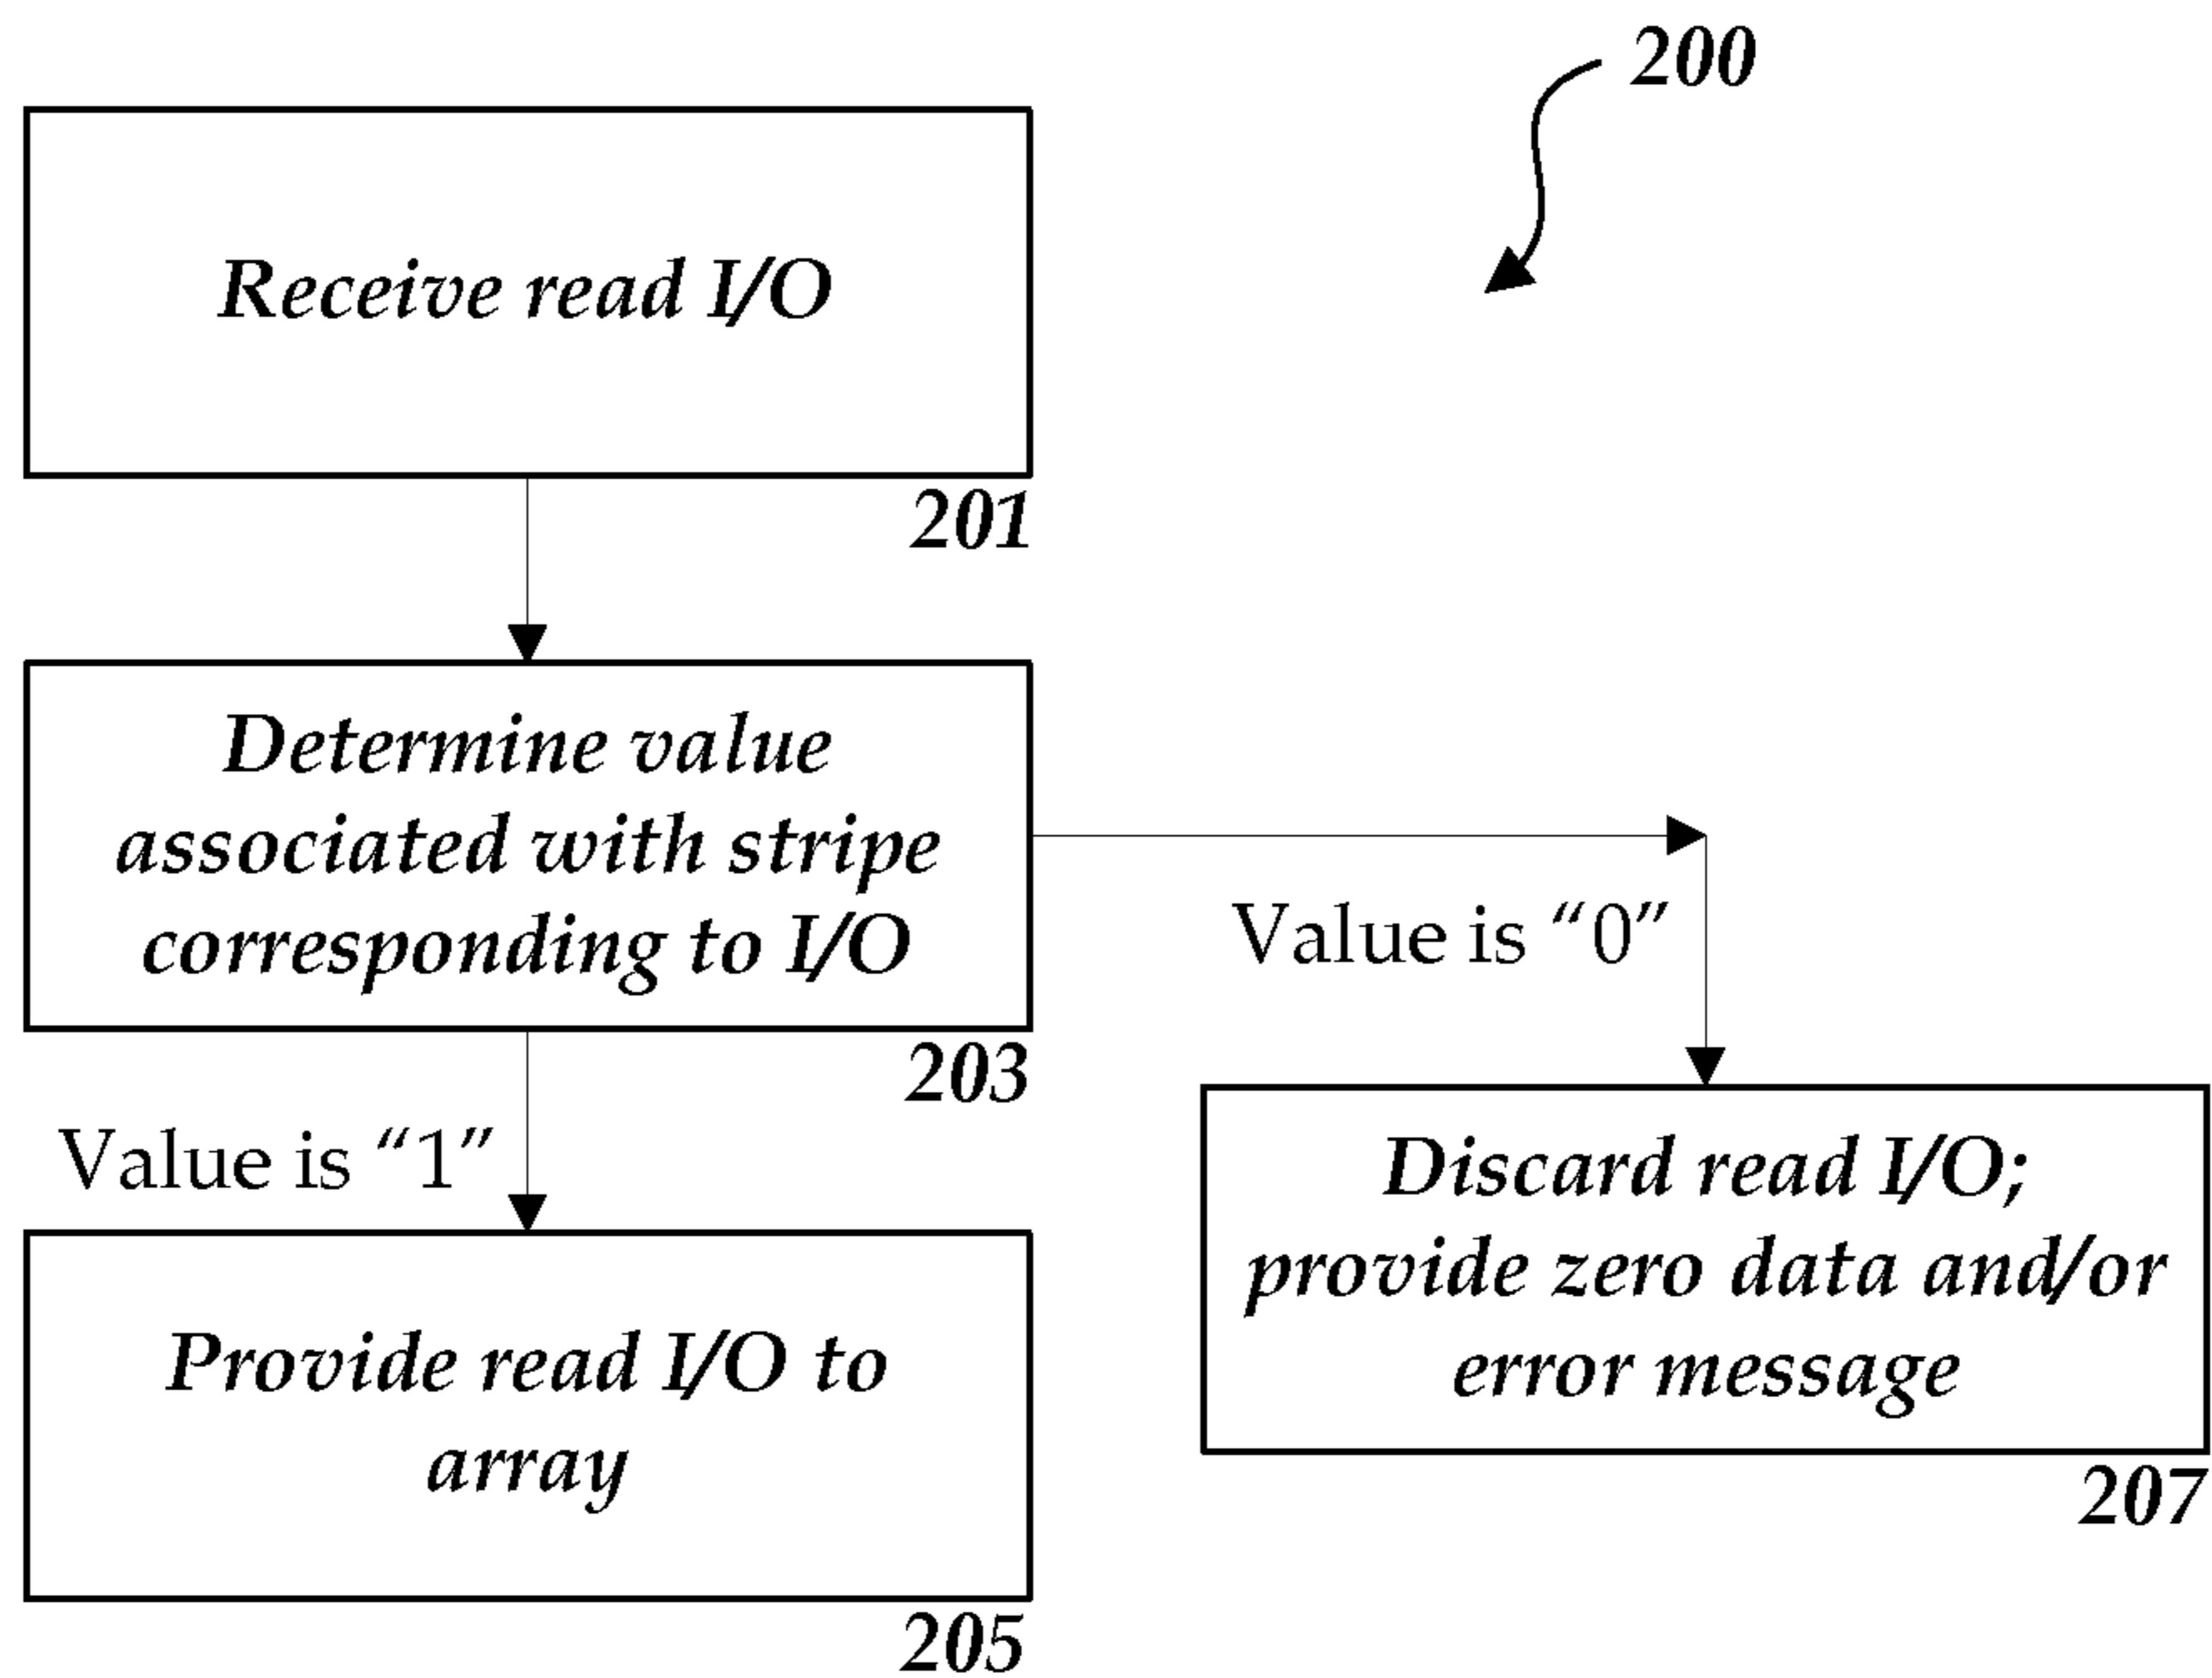 200
Receive read I/O
201
Determine value
associated with stripe
corresponding to I/O
203
Value is “0”
Value is “1”
Discard read I/O;
provide zero data and/or
error message
207
Provide read I/O to
array
205